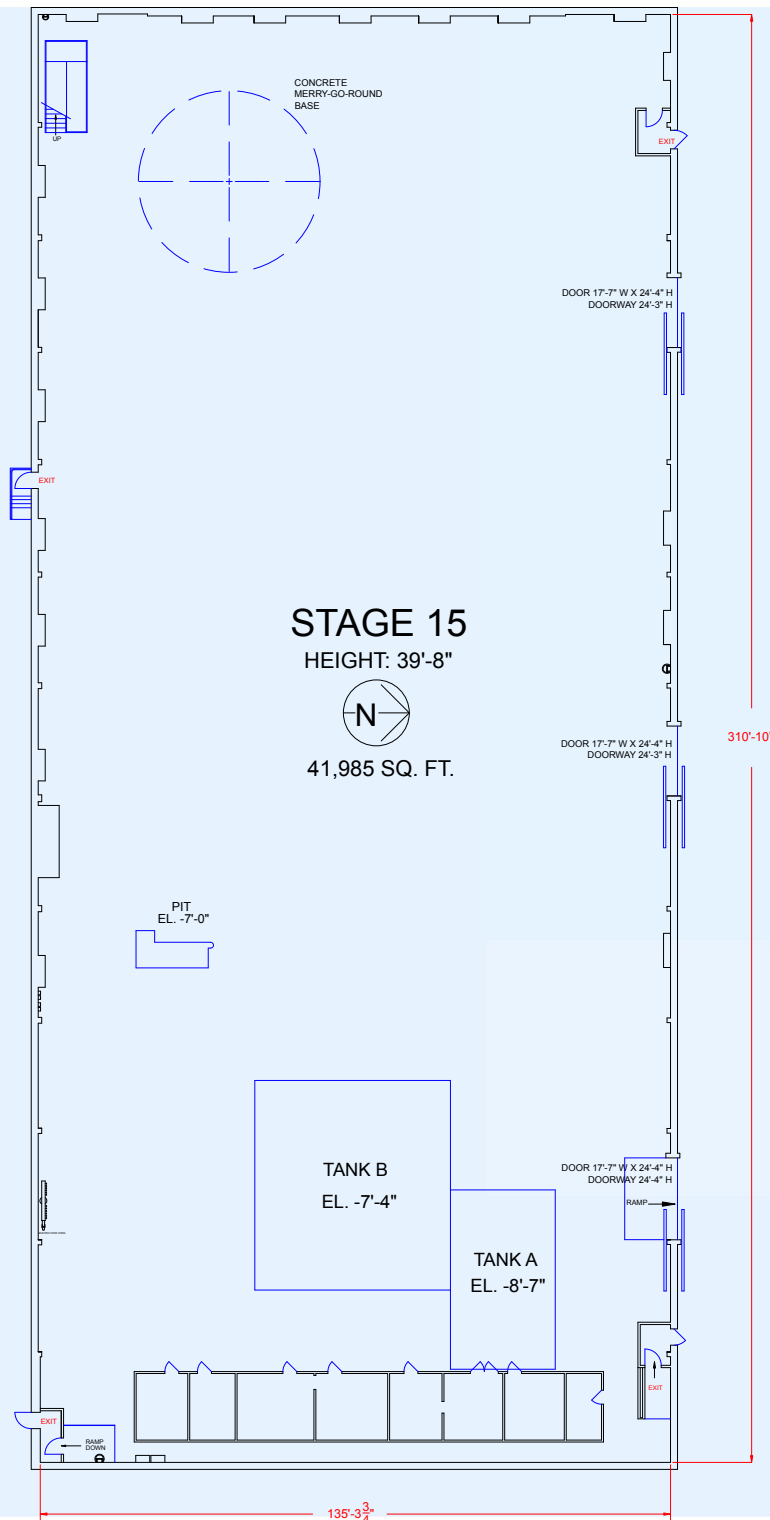 CONCRETE
MERRY-GO-ROUND
BASE
UP
EXIT
DOOR 17'-7" W X 24'-4" H
DOORWAY 24'-3" H
EXIT
STAGE 15
HEIGHT: 39'-8"
N
41,985 SQ. FT.
310'-10"
DOOR 17'-7" W X 24'-4" H
DOORWAY 24'-3" H
PIT
EL. -7'-0"
TANK B
EL. -7'-4"
DOOR 17'-7" W X 24'-4" H
DOORWAY 24'-4" H
RAMP
TANK A
EL. -8'-7"
EXIT
EXIT
RAMP
DOWN
135'-3 3/4"